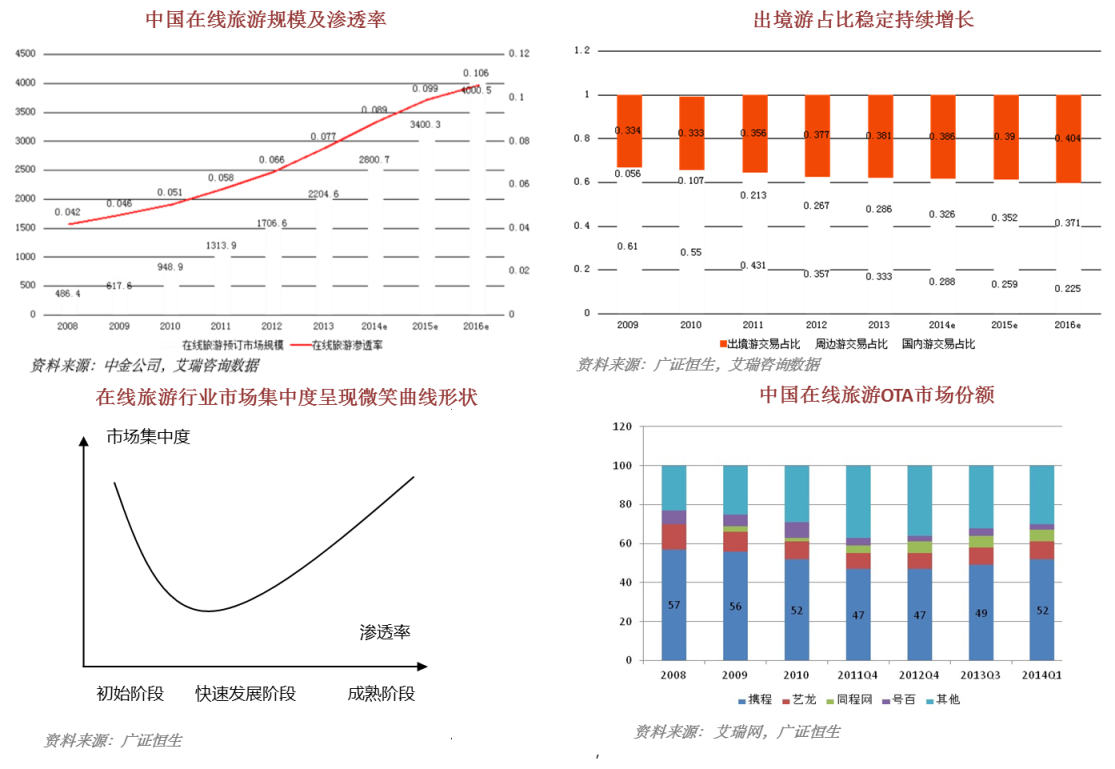 中国在线旅游规模及渗透率
4500
4000
3500
3000
2500
2000
1500
1000
500
0
0.12
0.1
0.08
0.06
0.04
0.02
0
0.042
0.046
0.051
0.058
0.066
0.077
0.089
0.099
0.106
486.4
617.6
948.9
1313.9
1706.6
2204.6
2800.7
3400.3
4000.5
2008 2009 2010 2011 2012 2013 2014e 2015e 2016e
在线旅游预订市场规模 在线旅游渗透率
资料来源：中金公司，艾瑞咨询数据
出境游占比稳定持续增长
1.2
1
0.8
0.6
0.4
0.2
0
0.334 0.333 0.356 0.377 0.381 0.386 0.39 0.404
0.056 0.107 0.213 0.267 0.286 0.326 0.352 0.371
0.61 0.55 0.431 0.357 0.333 0.288 0.259 0.225
2009 2010 2011 2012 2013 2014e 2015e 2016e
出境游交易占比 周边游交易占比 国内游交易占比
资料来源：广证恒生，艾瑞咨询数据
在线旅游行业市场集中度呈现微笑曲线形状
市场集中度
渗透率
初始阶段 快速发展阶段 成熟阶段
资料来源：广证恒生
中国在线旅游OTA市场份额
120
100
80
60
40
20
0
57 56 52 47 47 49 52
2008 2009 2010 2011Q4 2012Q4 2013Q3 2014Q1
携程 艺龙 同程网 号百 其他
资料来源：艾瑞网，广证恒生